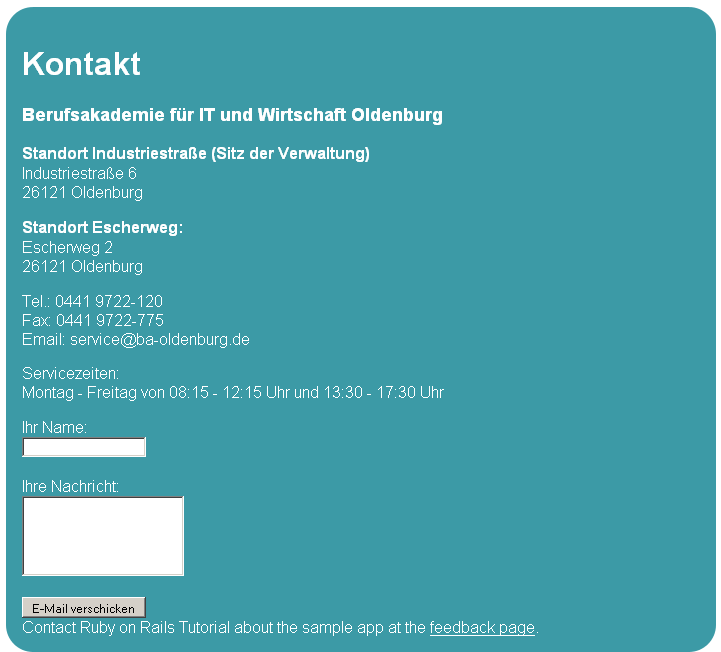 Kontakt
Berufsakademie für IT und Wirtschaft Oldenburg
Standort Industriestraße (Sitz der Verwaltung)
Industriestraße 6
26121 Oldenburg
Standort Escherweg:
Escherweg 2
26121 Oldenburg
Tel.: 0441 9722-120
Fax: 0441 9722-775
Email: service@ba-oldenburg.de
Servicezeiten:
Montag - Freitag von 08:15 - 12:15 Uhr und 13:30 - 17:30 Uhr
Ihr Name:
Ihre Nachricht:
E-Mail verschicken
Contact Ruby on Rails Tutorial about the sample app at the feedback page.